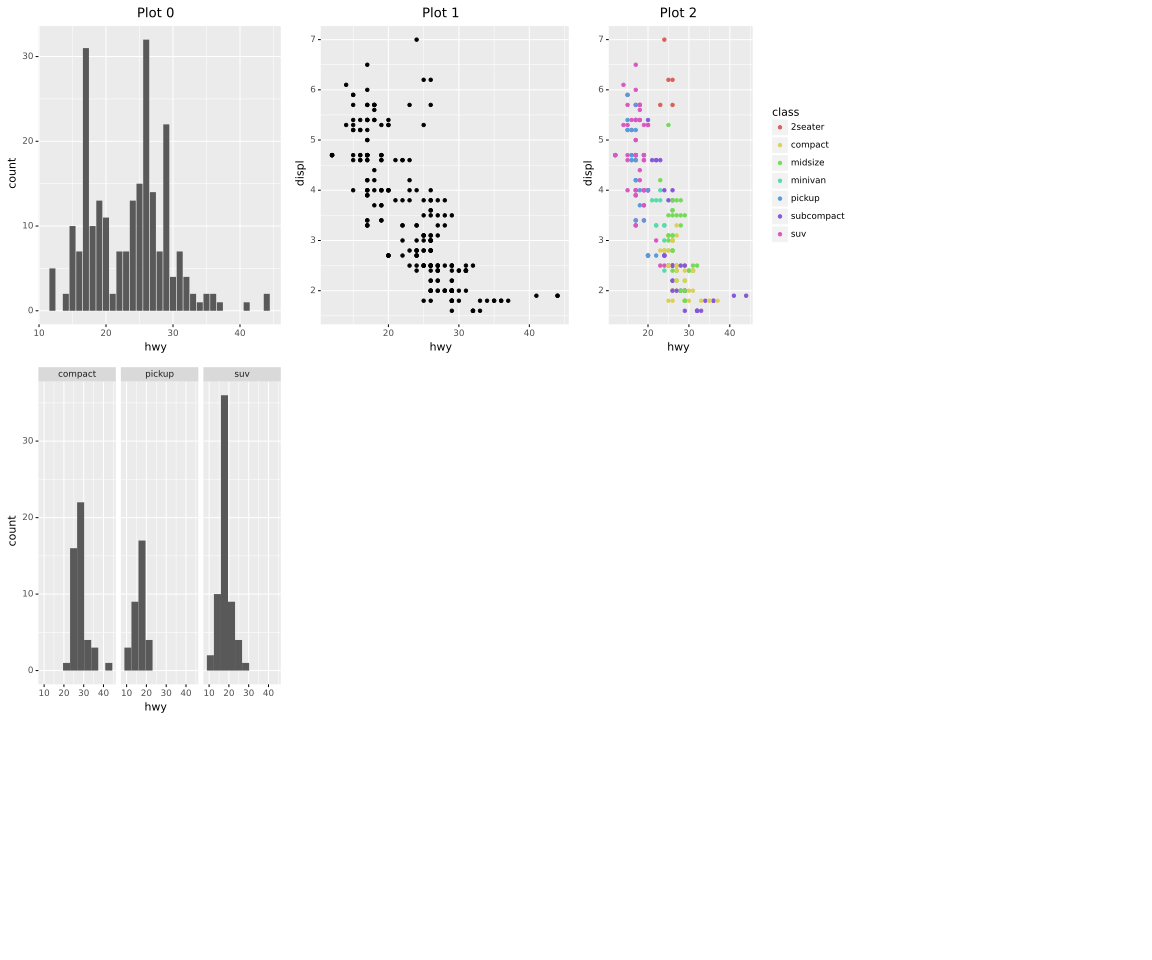 Plot 0
30
20
10
0
count
10 20 30 40
hwy
Plot 1
7
6
5
4
3
2
displ
20 30 40
hwy
Plot 2
7
6
5
4
3
2
displ
20 30 40
hwy
class
2seater
compact
midsize
minivan
pickup
subcompact
suv
compact pickup suv
30
20
10
0
count
10 20 30 40 10 20 30 40 10 20 30 40
hwy